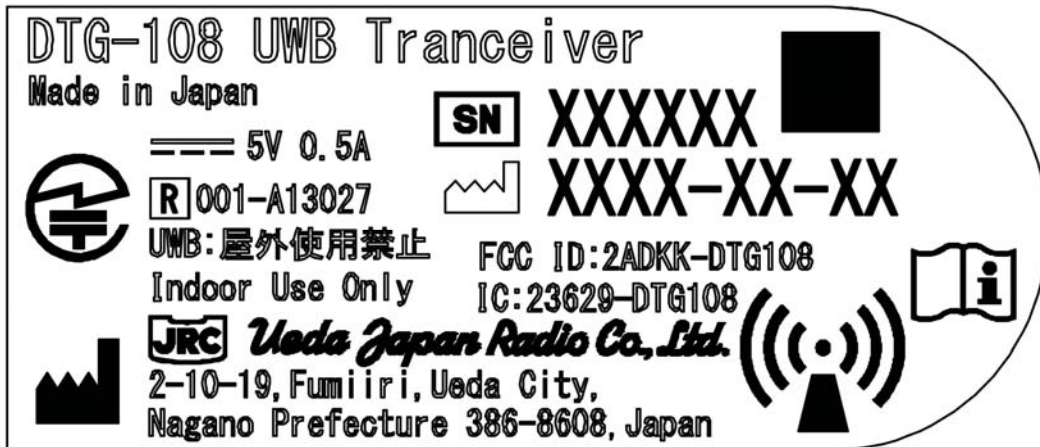 DTG-108 UWB Tranceiver
Made in Japan
SN XXXXXX
5V 0.5A
XXXX-XX-XX
R 001-A13027
UWB:屋外使用禁止
Indoor Use Only
FCC ID:2ADKK-DTG108
IC:23629-DTG108
i
JRC Ueda Japan Radio Co., Ltd.
2-10-19, Fumiiri, Ueda City,
Nagano Prefecture 386-8608, Japan